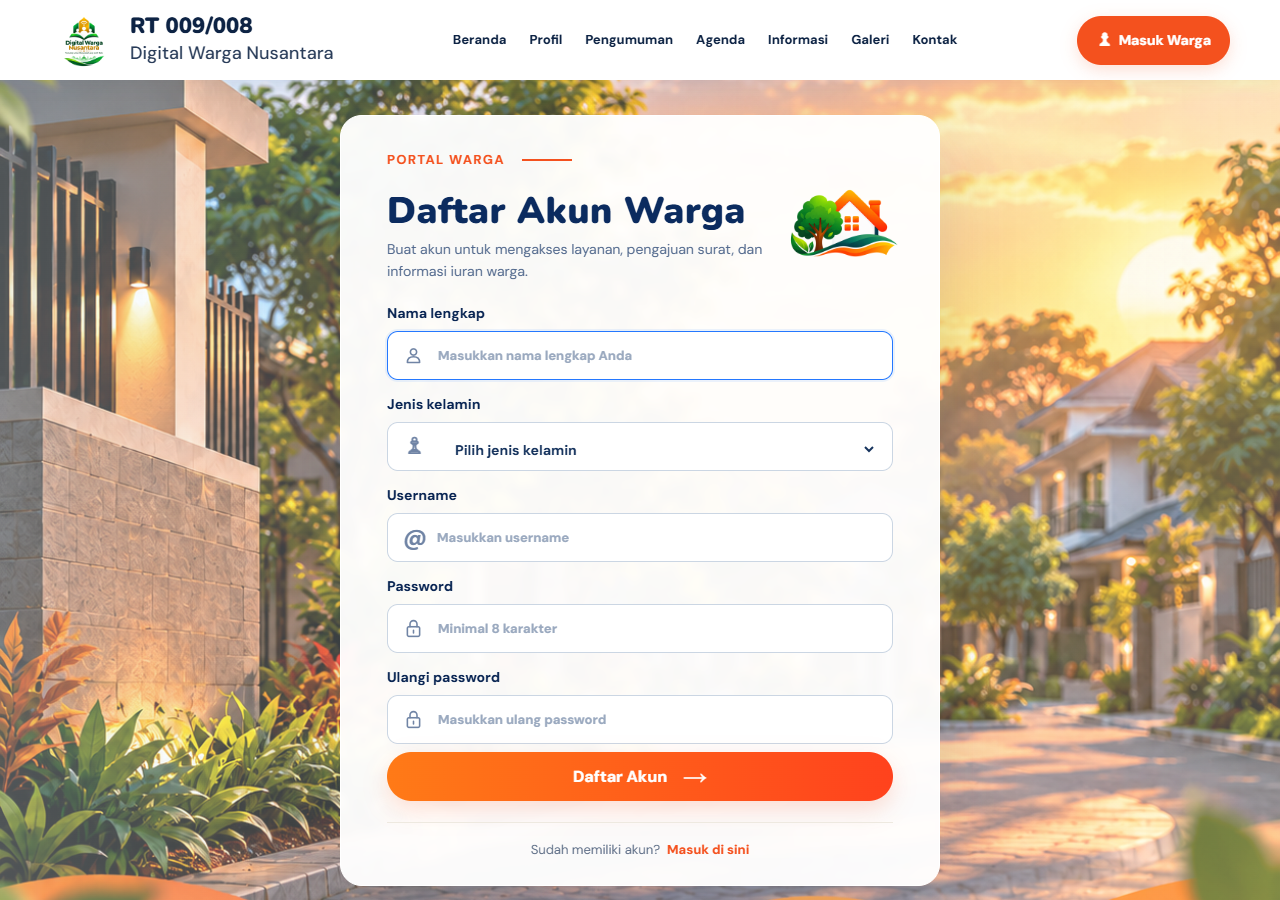 Digital Warga
Nusantara
RT 009/008
Digital Warga Nusantara
Beranda Profil Pengumuman Agenda Informasi Galeri Kontak
Masuk Warga
PORTAL WARGA
Daftar Akun Warga
Buat akun untuk mengakses layanan, pengajuan surat, dan
informasi iuran warga.
Nama lengkap
Masukkan nama lengkap Anda
Jenis kelamin
Pilih jenis kelamin
Username
@ Masukkan username
Password
Minimal 8 karakter
Ulangi password
Masukkan ulang password
Daftar Akun →
Sudah memiliki akun? Masuk di sini